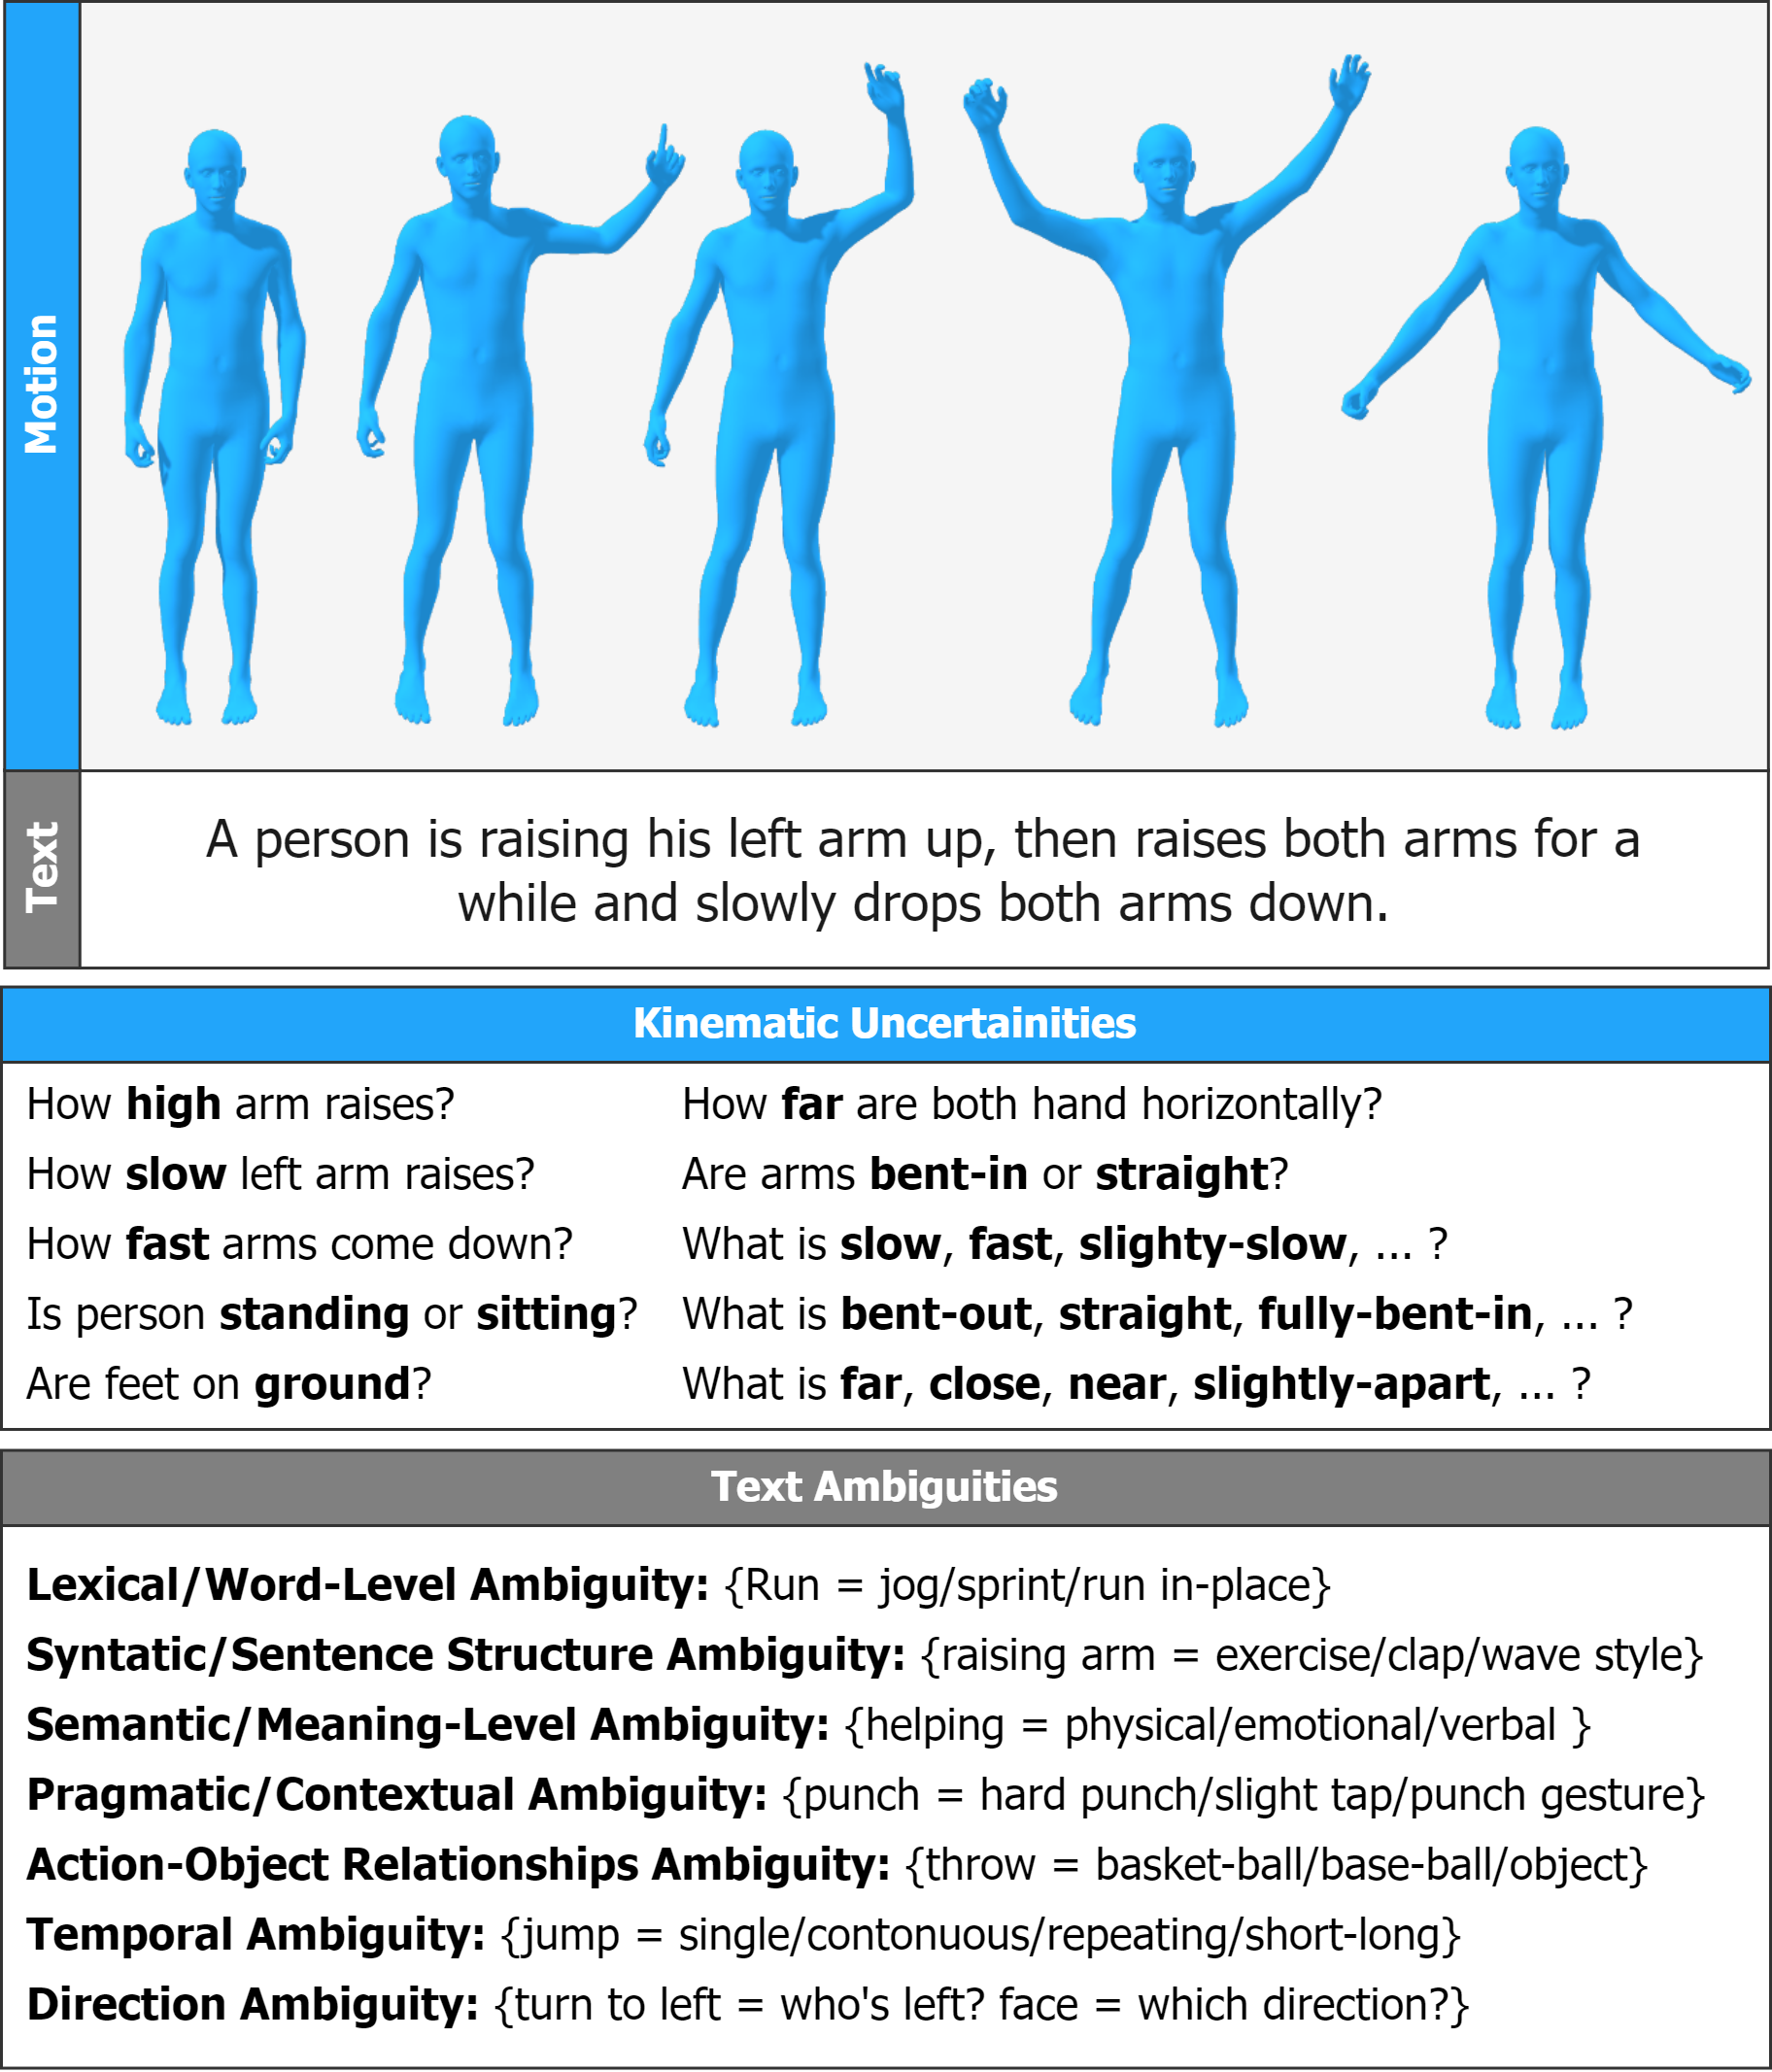 Motion
Text
A person is raising his left arm up, then raises both arms for a
while and slowly drops both arms down.
Kinematic Uncertainities
How high arm raises?
How slow left arm raises?
How fast arms come down?
Is person standing or sitting?
Are feet on ground?
How far are both hand horizontally?
Are arms bent-in or straight?
What is slow, fast, slighty-slow, ... ?
What is bent-out, straight, fully-bent-in, ... ?
What is far, close, near, slightly-apart, ... ?
Text Ambiguities
Lexical/Word-Level Ambiguity: {Run = jog/sprint/run in-place}
Syntatic/Sentence Structure Ambiguity: {raising arm = exercise/clap/wave style}
Semantic/Meaning-Level Ambiguity: {helping = physical/emotional/verbal }
Pragmatic/Contextual Ambiguity: {punch = hard punch/slight tap/punch gesture}
Action-Object Relationships Ambiguity: {throw = basket-ball/base-ball/object}
Temporal Ambiguity: {jump = single/contonuous/repeating/short-long}
Direction Ambiguity: {turn to left = who's left? face = which direction?}